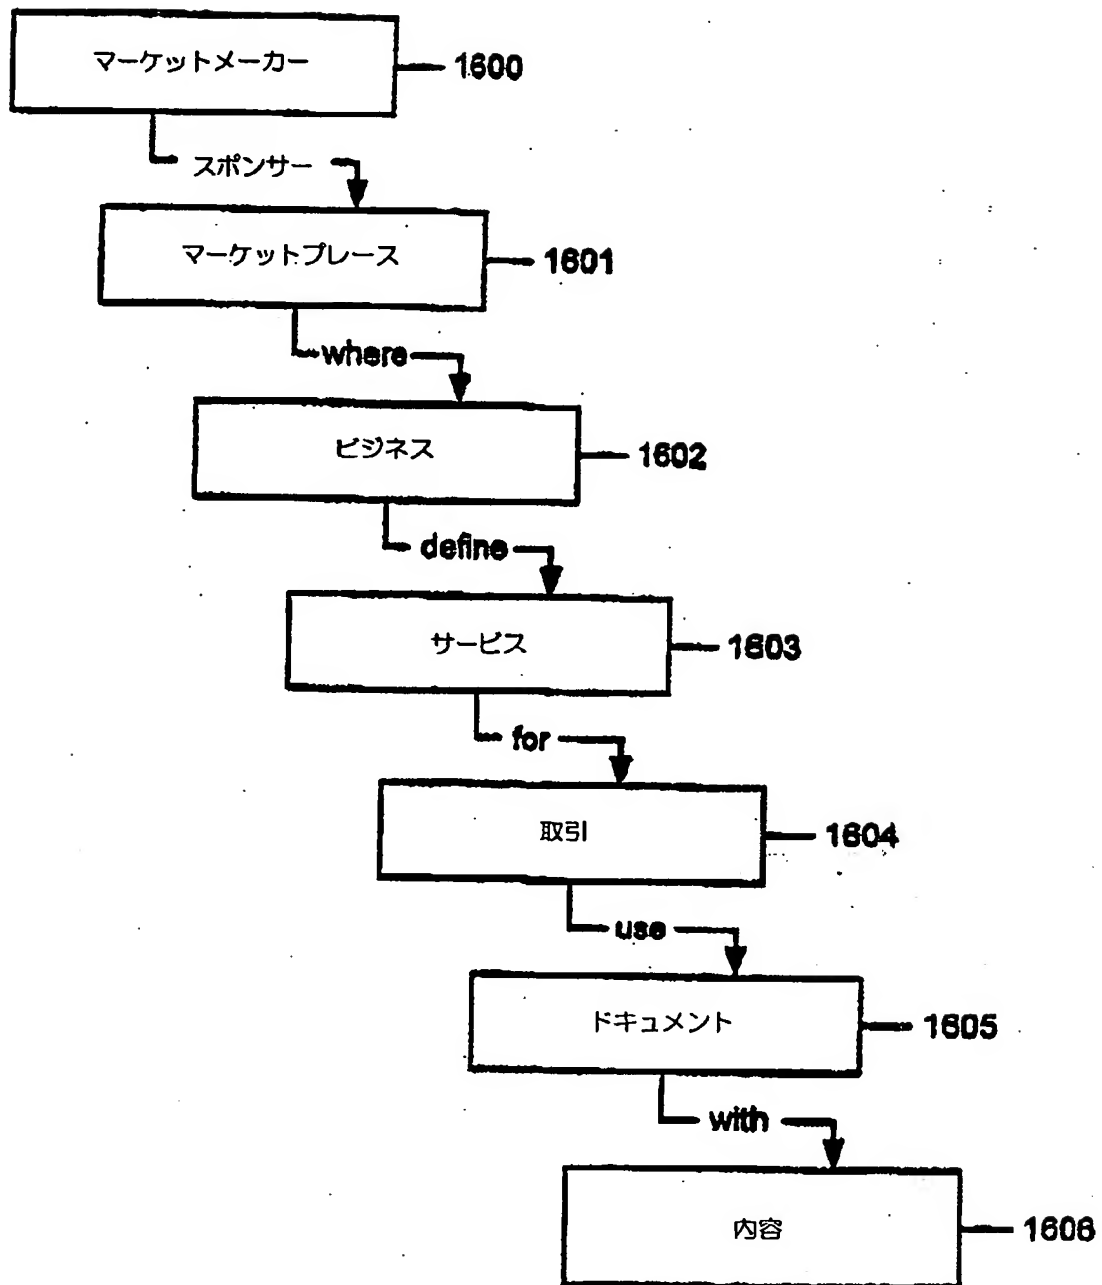 マーケットメーカー 1600
スポンサー
マーケットプレース 1601
where
ビジネス 1602
define
サービス 1603
for
取引 1604
use
ドキュメント 1605
with
内容 1606